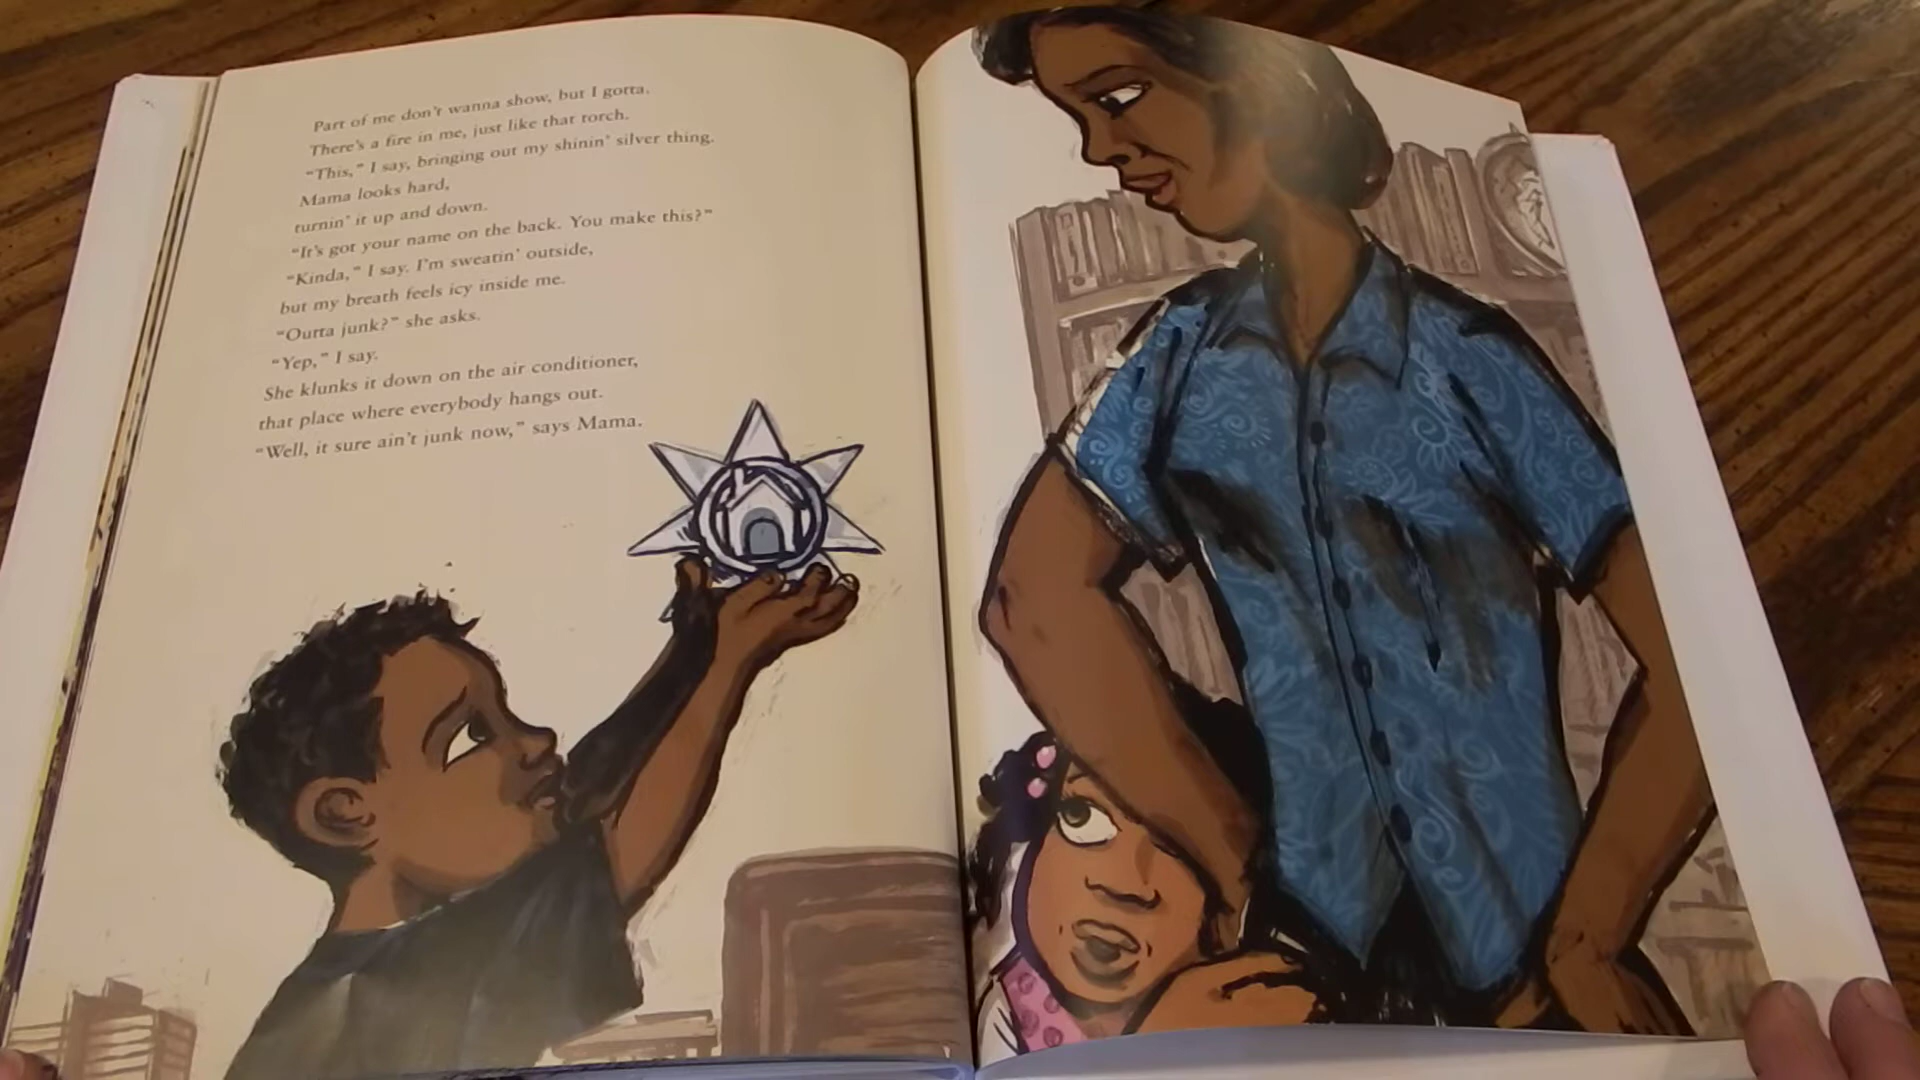 Part of me don't wanna show, but I gotta.
There's a fire in me, just like that torch.
"This," I say, bringing out my shinin' silver thing.
Mama looks hard,
turnin' it up and down.
"It's got your name on the back. You make this?"
"Kinda," I say. I'm sweatin' outside,
but my breath feels icy inside me.
"Outta junk?" she asks.
"Yep," I say.
She klunks it down on the air conditioner,
that place where everybody hangs out.
"Well, it sure ain't junk now," says Mama.